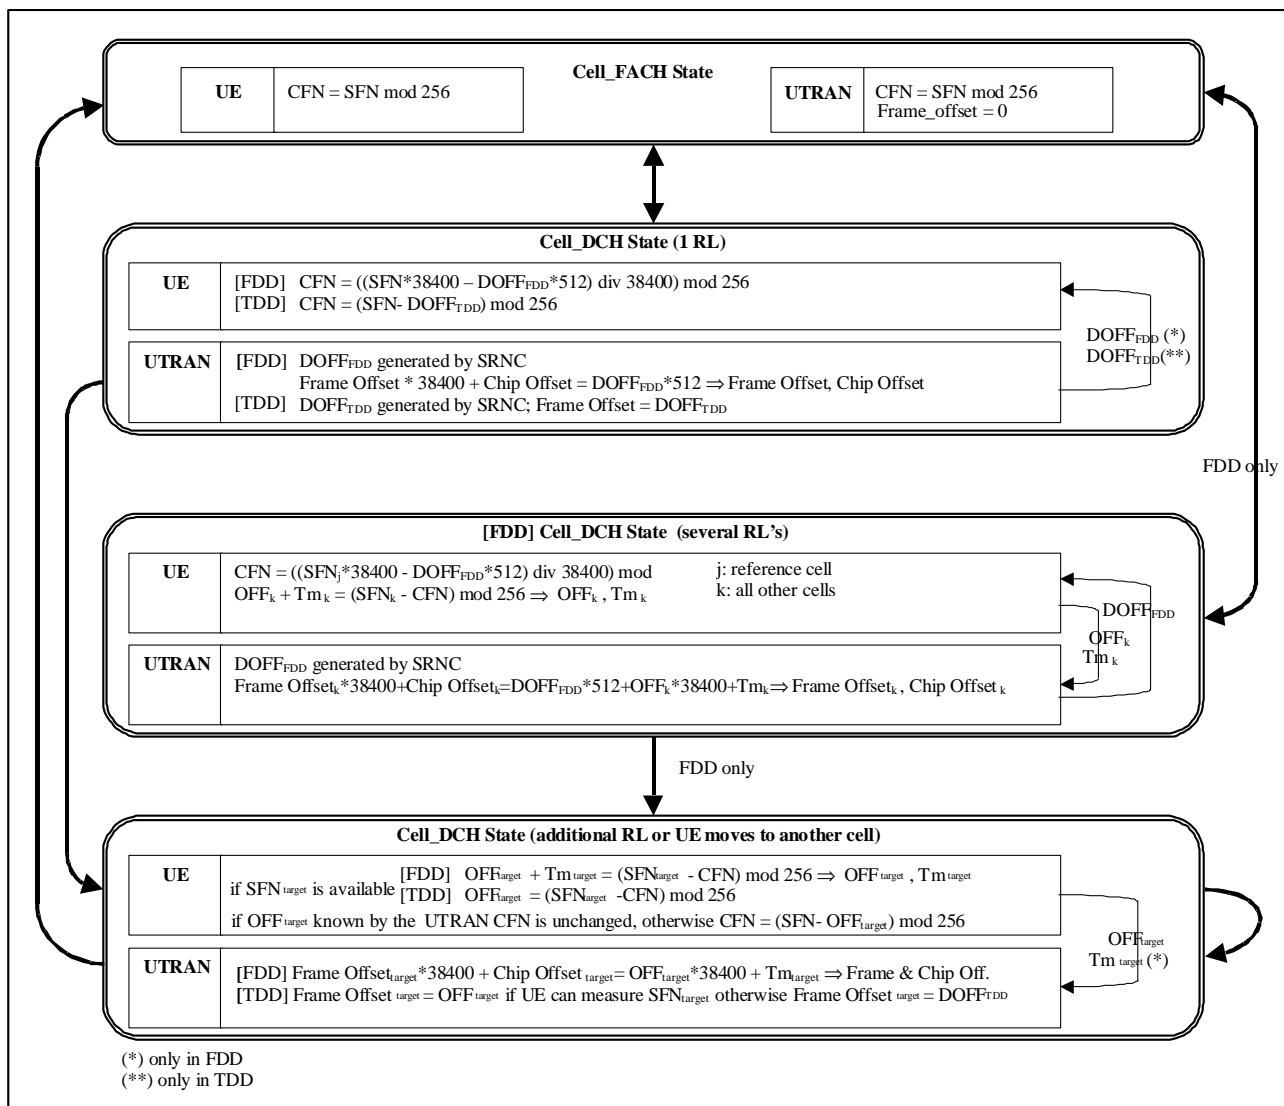 Cell_FACH State
UE CFN = SFN mod 256
UTRAN CFN = SFN mod 256
Frame_offset = 0
Cell_DCH State (1 RL)
UE [FDD] CFN = ((SFN*38400 – DOFFFDD*512) div 38400) mod 256
[TDD] CFN = (SFN- DOFFTDD) mod 256
DOFFFDD (*)
DOFFTDD(**)
UTRAN [FDD] DOFFFDD generated by SRNC
Frame Offset * 38400 + Chip Offset = DOFFFDD*512 ⇒ Frame Offset, Chip Offset
[TDD] DOFFTDD generated by SRNC; Frame Offset = DOFFTDD
FDD only
[FDD] Cell_DCH State (several RL's)
UE CFN = ((SFNj*38400 - DOFFFDD*512) div 38400) mod
OFFk + Tm k = (SFNk - CFN) mod 256 ⇒ OFFk , Tm k
j: reference cell
k: all other cells
DOFFFDD
OFFk
Tm k
UTRAN DOFFFDD generated by SRNC
Frame Offsetk*38400+Chip Offsetk=DOFFFDD*512+OFFk*38400+Tmk⇒ Frame Offsetk , Chip Offset k
FDD only
Cell_DCH State (additional RL or UE moves to another cell)
UE if SFN target is available [FDD] OFFtarget + Tm target = (SFNtarget - CFN) mod 256 ⇒ OFF target , Tm target
[TDD] OFFtarget = (SFNtarget -CFN) mod 256
if OFF target known by the UTRAN CFN is unchanged, otherwise CFN = (SFN- OFFtarget) mod 256
OFFtarget
Tm target (*)
UTRAN [FDD] Frame Offsettarget*38400 + Chip Offset target= OFFtarget*38400 + Tmtarget ⇒ Frame & Chip Off.
[TDD] Frame Offset target = OFF target if UE can measure SFNtarget otherwise Frame Offset target = DOFFTDD
(*) only in FDD
(**) only in TDD